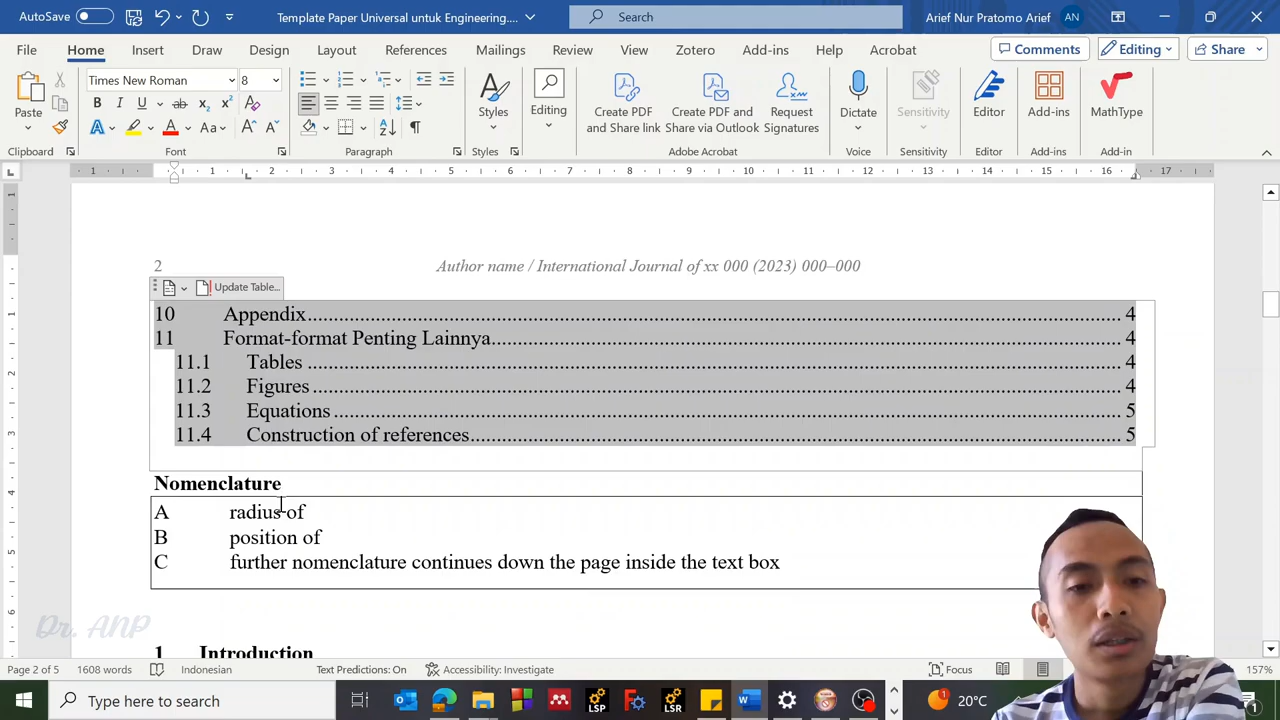 AutoSave
Template Paper Universal untuk Engineering....
Search
Arief Nur Pratomo Arief
AN
File
Home
Insert
Draw
Design
Layout
References
Mailings
Review
View
Zotero
Add-ins
Help
Acrobat
Comments
Editing
Share
Paste
Clipboard
Times New Roman
8
Font
Paragraph
Styles
Styles
Editing
Create PDF and Share link
Create PDF and Share via Outlook
Request Signatures
Adobe Acrobat
Dictate
Voice
Sensitivity
Sensitivity
Editor
Editor
Add-ins
Add-ins
MathType
Add-in
2
Author name / International Journal of xx 000 (2023) 000–000
Update Table...
10 Appendix 4
11 Format-format Penting Lainnya 4
11.1 Tables 4
11.2 Figures 4
11.3 Equations 5
11.4 Construction of references 5
Nomenclature
A radius of
B position of
C further nomenclature continues down the page inside the text box
1 Introduction
Dr. ANP
Page 2 of 5
1608 words
Indonesian
Text Predictions: On
Accessibility: Investigate
Focus
157%
Type here to search
LSP
LSR
20°C